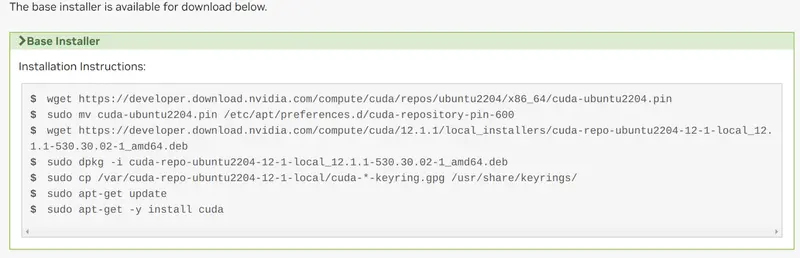 The base installer is available for download below.
Base Installer
Installation Instructions:
$ wget https://developer.download.nvidia.com/compute/cuda/repos/ubuntu2204/x86_64/cuda-ubuntu2204.pin
$ sudo mv cuda-ubuntu2204.pin /etc/apt/preferences.d/cuda-repository-pin-600
$ wget https://developer.download.nvidia.com/compute/cuda/12.1.1/local_installers/cuda-repo-ubuntu2204-12-1-local_12.
1.1-530.30.02-1_amd64.deb
$ sudo dpkg -i cuda-repo-ubuntu2204-12-1-local_12.1.1-530.30.02-1_amd64.deb
$ sudo cp /var/cuda-repo-ubuntu2204-12-1-local/cuda-*-keyring.gpg /usr/share/keyrings/
$ sudo apt-get update
$ sudo apt-get -y install cuda